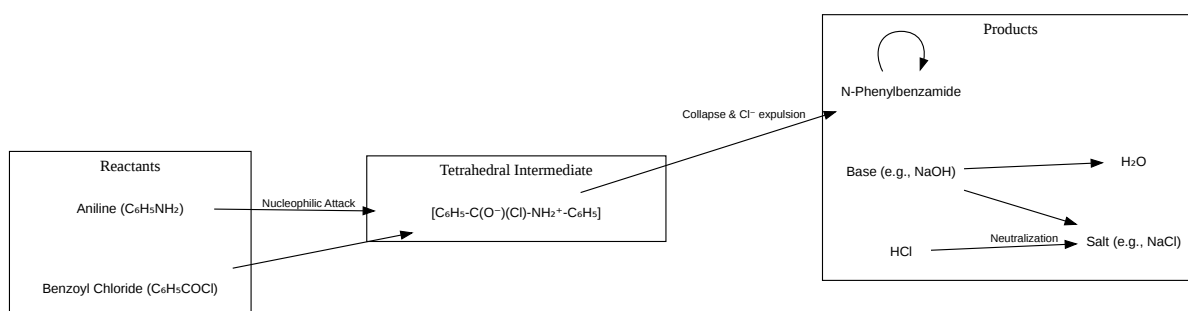 Reactants
Aniline (C₆H₅NH₂)
Benzoyl Chloride (C₆H₅COCl)
Nucleophilic Attack
Tetrahedral Intermediate
[C₆H₅-C(O⁻)(Cl)-NH₂⁺-C₆H₅]
Collapse & Cl⁻ expulsion
Products
N-Phenylbenzamide
Base (e.g., NaOH)
H₂O
HCl
Neutralization
Salt (e.g., NaCl)